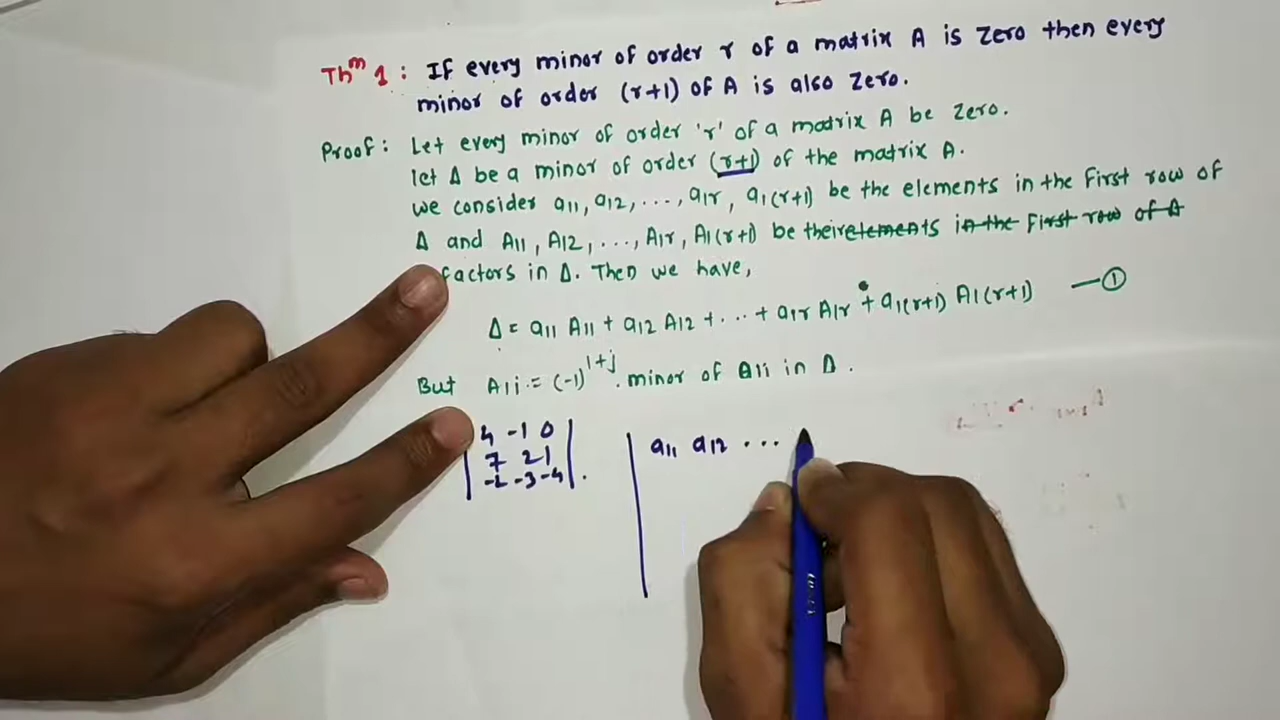 Thm 1 : If every minor of order r of a matrix A is zero then every
minor of order (r+1) of A is also zero.
Proof : Let every minor of order 'r' of a matrix A be zero.
let Δ be a minor of order (r+1) of the matrix A.
we consider a11, a12, ..., a1r, a1(r+1) be the elements in the First row of
Δ and A11, A12, ..., A1r, A1(r+1) be their elements in the First row of Δ
factors in Δ. Then we have,
Δ = a11 A11 + a12 A12 + ... + a1r A1r + a1(r+1) A1(r+1) — ①
But A1j = (-1)^1+j . minor of a1j in Δ .
4 -1 0
7 2 1
-2 -3 -4 .
a11 a12 ...